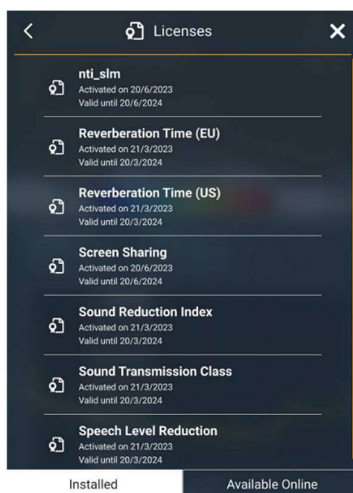 Licenses
nti_slm
Activated on 20/6/2023
Valid until 20/6/2024
Reverberation Time (EU)
Activated on 21/3/2023
Valid until 20/3/2024
Reverberation Time (US)
Activated on 21/3/2023
Valid until 20/3/2024
Screen Sharing
Activated on 20/6/2023
Valid until 20/6/2024
Sound Reduction Index
Activated on 21/3/2023
Valid until 20/3/2024
Sound Transmission Class
Activated on 21/3/2023
Valid until 20/3/2024
Speech Level Reduction
Activated on 21/3/2023
Valid until 20/3/2024
Installed
Available Online